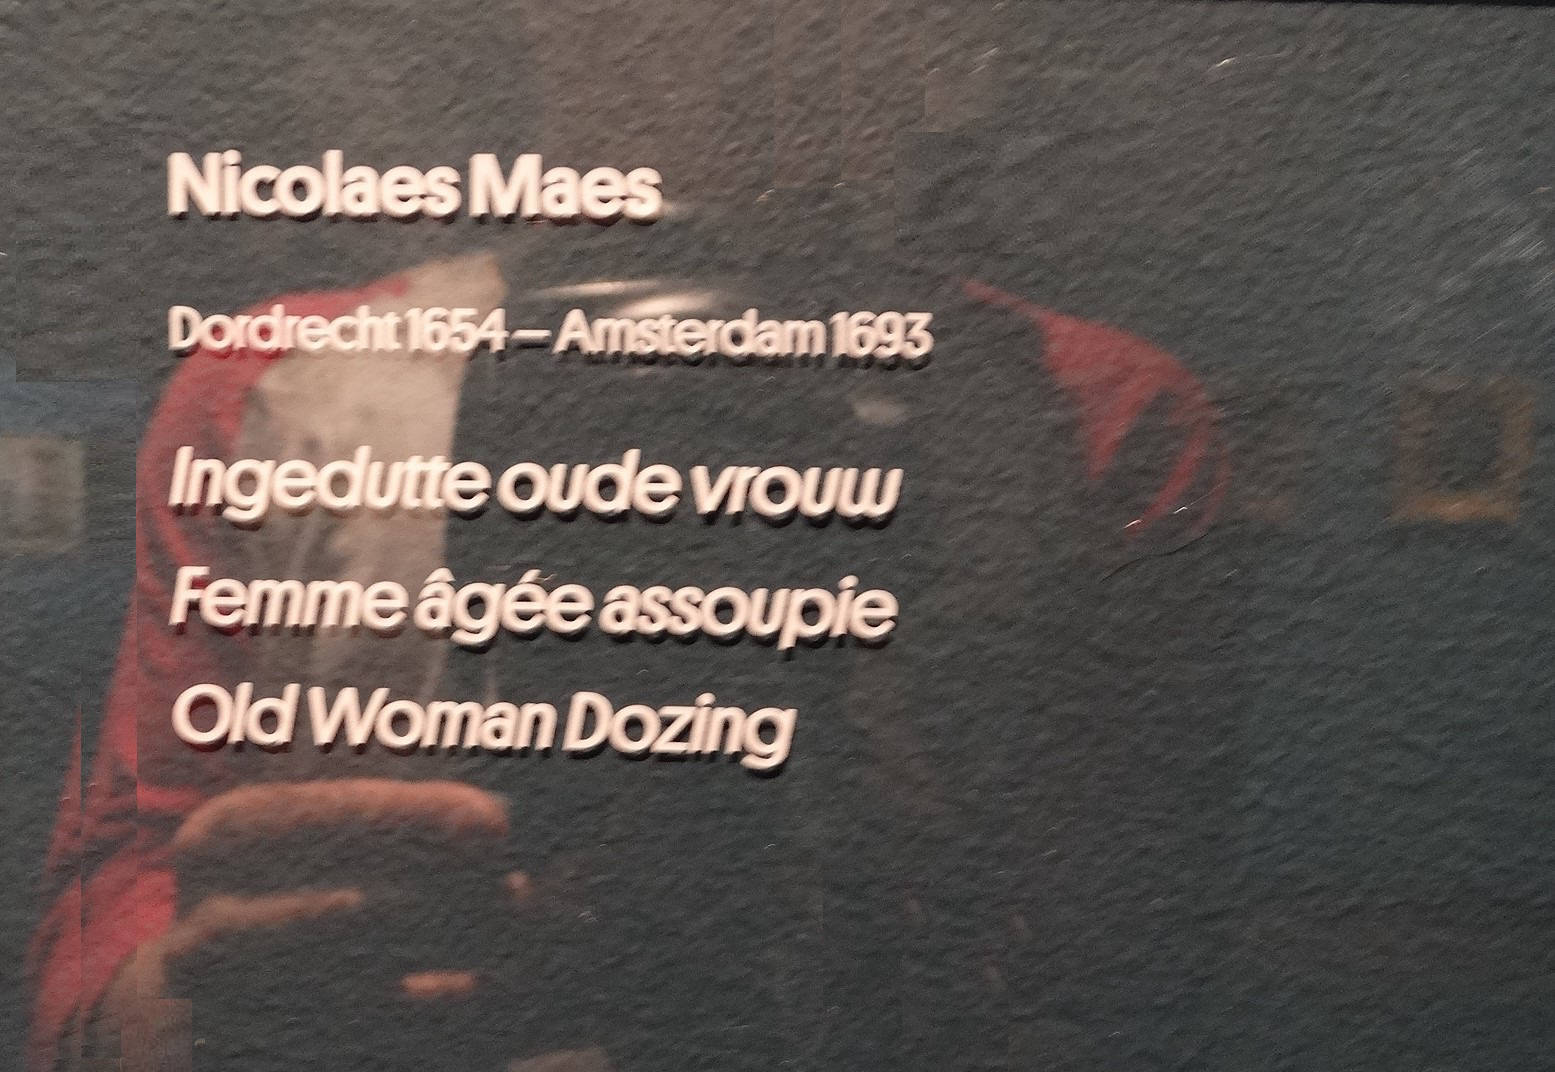 Nicolaes Maes
Dordrecht 1654 – Amsterdam 1693
Ingedutte oude vrouw
Femme âgée assoupie
Old Woman Dozing